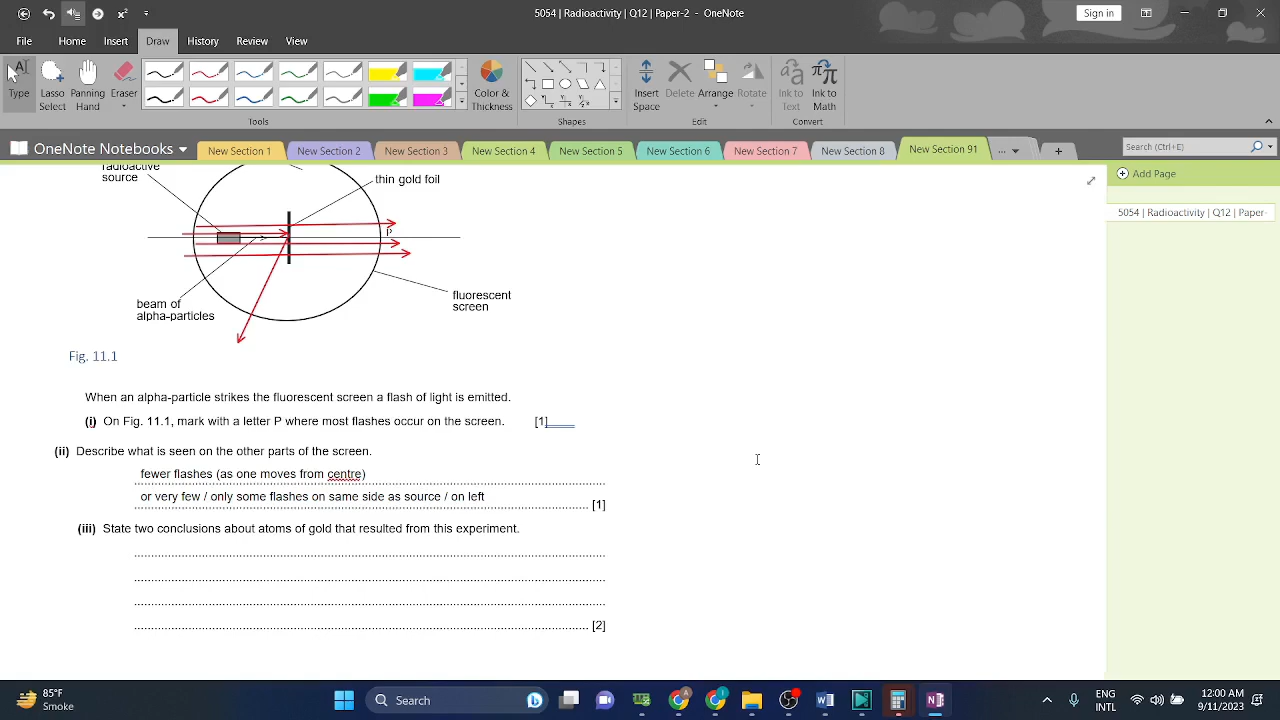 5054 | Radioactivity | Q12 | Paper-2 - OneNote
Sign in
File Home Insert Draw History Review View
Type
Lasso Select
Panning Hand
Eraser
Color & Thickness
Insert Space
Delete
Arrange
Rotate
Ink to Text
Ink to Math
Tools
Shapes
Edit
Convert
OneNote Notebooks
New Section 1
New Section 2
New Section 3
New Section 4
New Section 5
New Section 6
New Section 7
New Section 8
New Section 91
...
Search (Ctrl+E)
Add Page
5054 | Radioactivity | Q12 | Paper-
radioactive
source
thin gold foil
P
beam of
alpha-particles
fluorescent
screen
Fig. 11.1
When an alpha-particle strikes the fluorescent screen a flash of light is emitted.
(i) On Fig. 11.1, mark with a letter P where most flashes occur on the screen. [1]
(ii) Describe what is seen on the other parts of the screen.
fewer flashes (as one moves from centre)
or very few / only some flashes on same side as source / on left
[1]
(iii) State two conclusions about atoms of gold that resulted from this experiment.
[2]
85°F
Smoke
Search
ENG
INTL
12:00 AM
9/11/2023